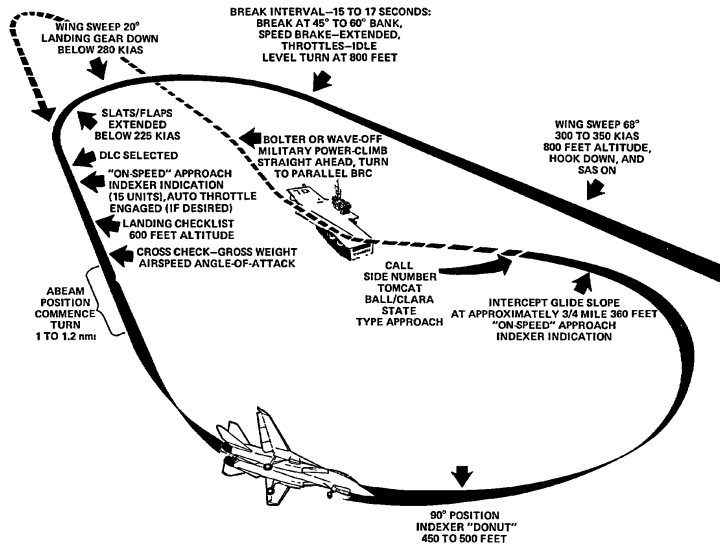 BREAK INTERVAL—15 TO 17 SECONDS:
BREAK AT 45° TO 60° BANK,
SPEED BRAKE—EXTENDED,
THROTTLES—IDLE
LEVEL TURN AT 800 FEET
WING SWEEP 20°
LANDING GEAR DOWN
BELOW 280 KIAS
WING SWEEP 68°
300 TO 350 KIAS
800 FEET ALTITUDE,
HOOK DOWN, AND
SAS ON
SLATS/FLAPS
EXTENDED
BELOW 225 KIAS
BOLTER OR WAVE-OFF
MILITARY POWER-CLIMB
STRAIGHT AHEAD, TURN
TO PARALLEL BRC
DLC SELECTED
"ON-SPEED" APPROACH
INDEXER INDICATION
(15 UNITS), AUTO THROTTLE
ENGAGED (IF DESIRED)
LANDING CHECKLIST
600 FEET ALTITUDE
CROSS CHECK—GROSS WEIGHT
AIRSPEED ANGLE-OF-ATTACK
ABEAM
POSITION
COMMENCE
TURN
1 TO 1.2 nmi
CALL
SIDE NUMBER
TOMCAT
BALL/CLARA
STATE
TYPE APPROACH
INTERCEPT GLIDE SLOPE
AT APPROXIMATELY 3/4 MILE 360 FEET
"ON-SPEED" APPROACH
INDEXER INDICATION
90° POSITION
INDEXER "DONUT"
450 TO 500 FEET